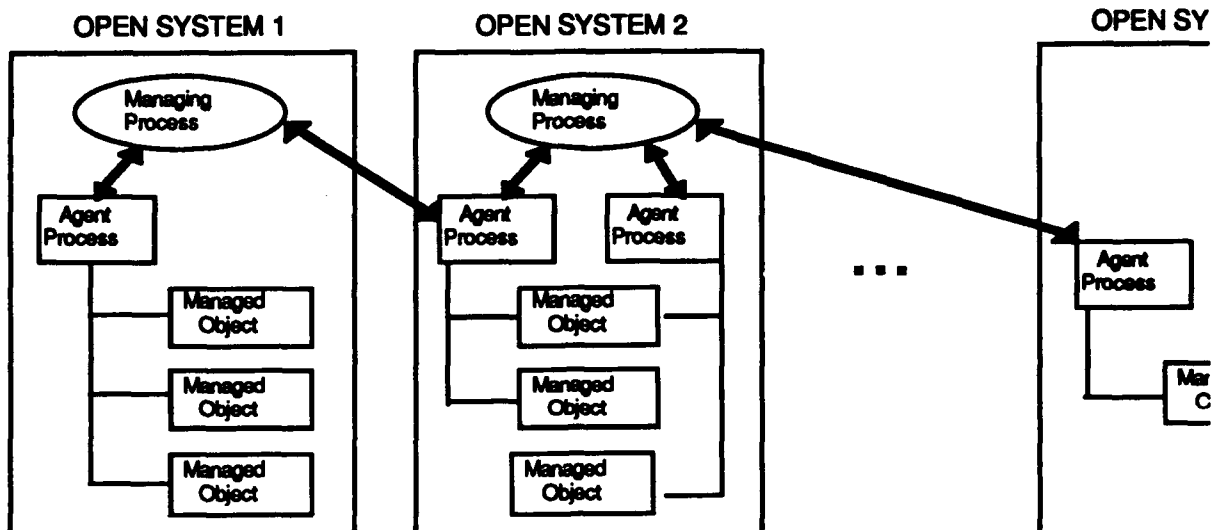 OPEN SYSTEM 1
OPEN SYSTEM 2
OPEN SY
Managing
Process
Managing
Process
Agent
Process
Agent
Process
Agent
Process
...
Agent
Process
Managed
Object
Managed
Object
Managed
Object
Managed
Object
Managed
Object
Managed
Object
Mar
C